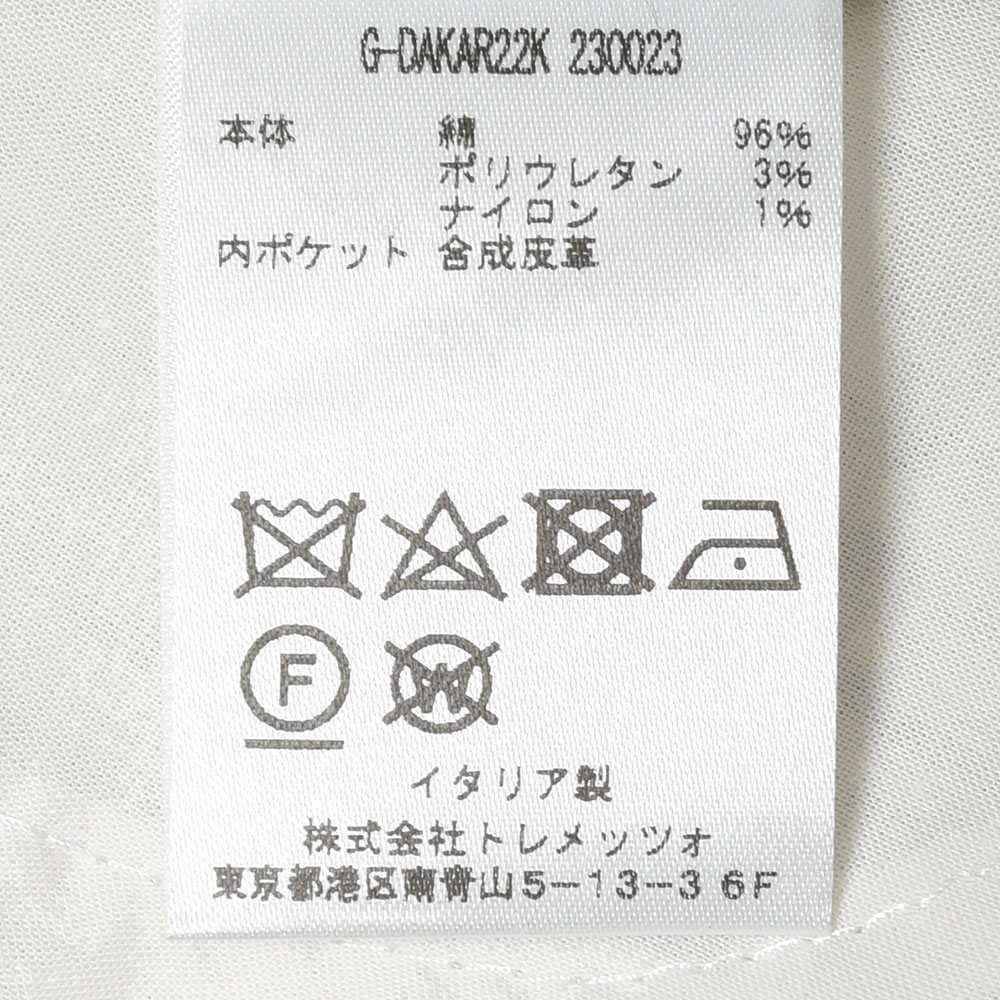 G-DAKAR22K 230023
本体 綿 96%
ポリウレタン 3%
ナイロン 1%
内ポケット 合成皮革
F W
イタリア製
株式会社トレメッツォ
東京都港区南青山5-13-3 6F